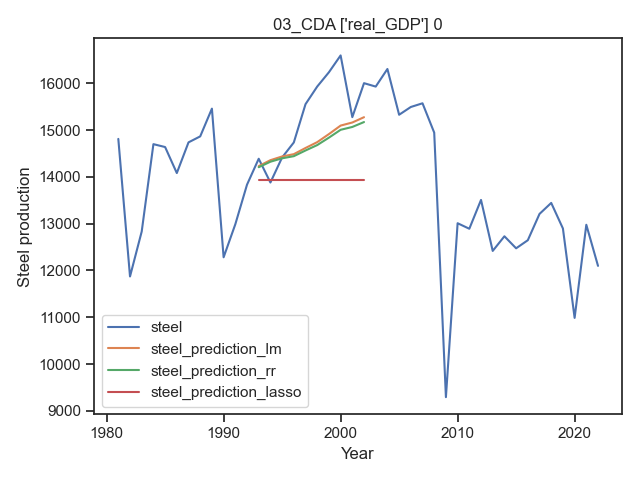 03_CDA ['real_GDP'] 0
Steel production
16000
15000
14000
13000
12000
11000
10000
9000
steel
steel_prediction_lm
steel_prediction_rr
steel_prediction_lasso
1980
1990
2000
2010
2020
Year